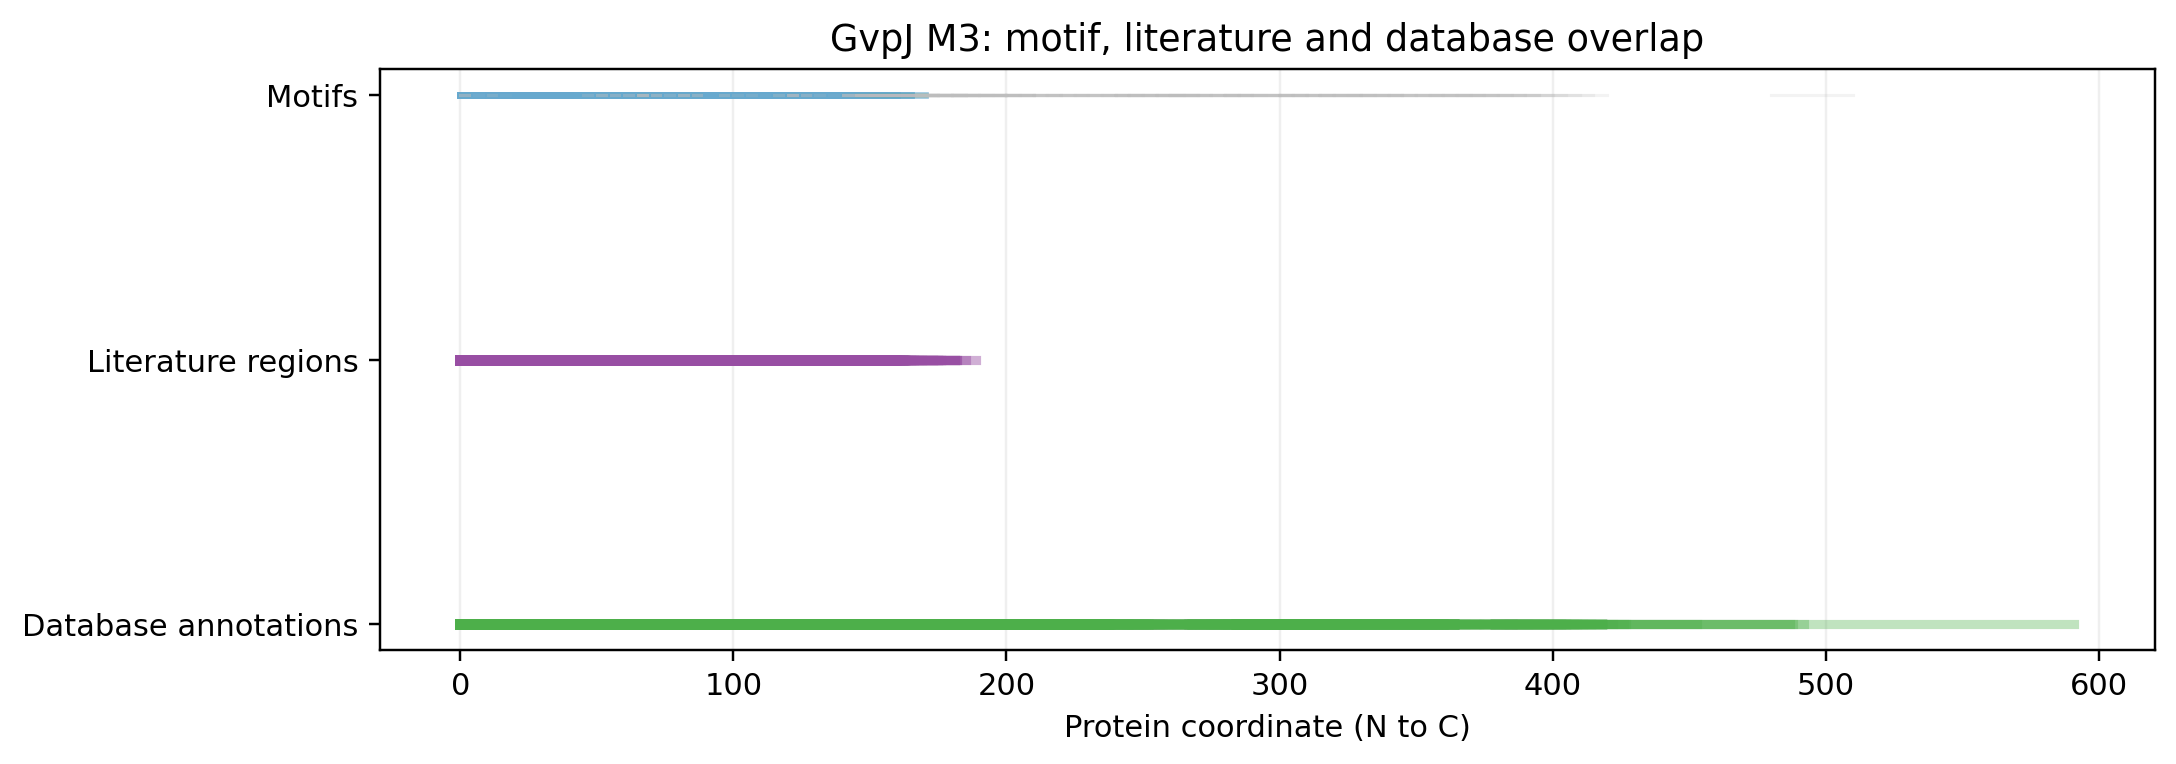 GvpJ M3: motif, literature and database overlap
Motifs
Literature regions
Database annotations
0 100 200 300 400 500 600
Protein coordinate (N to C)